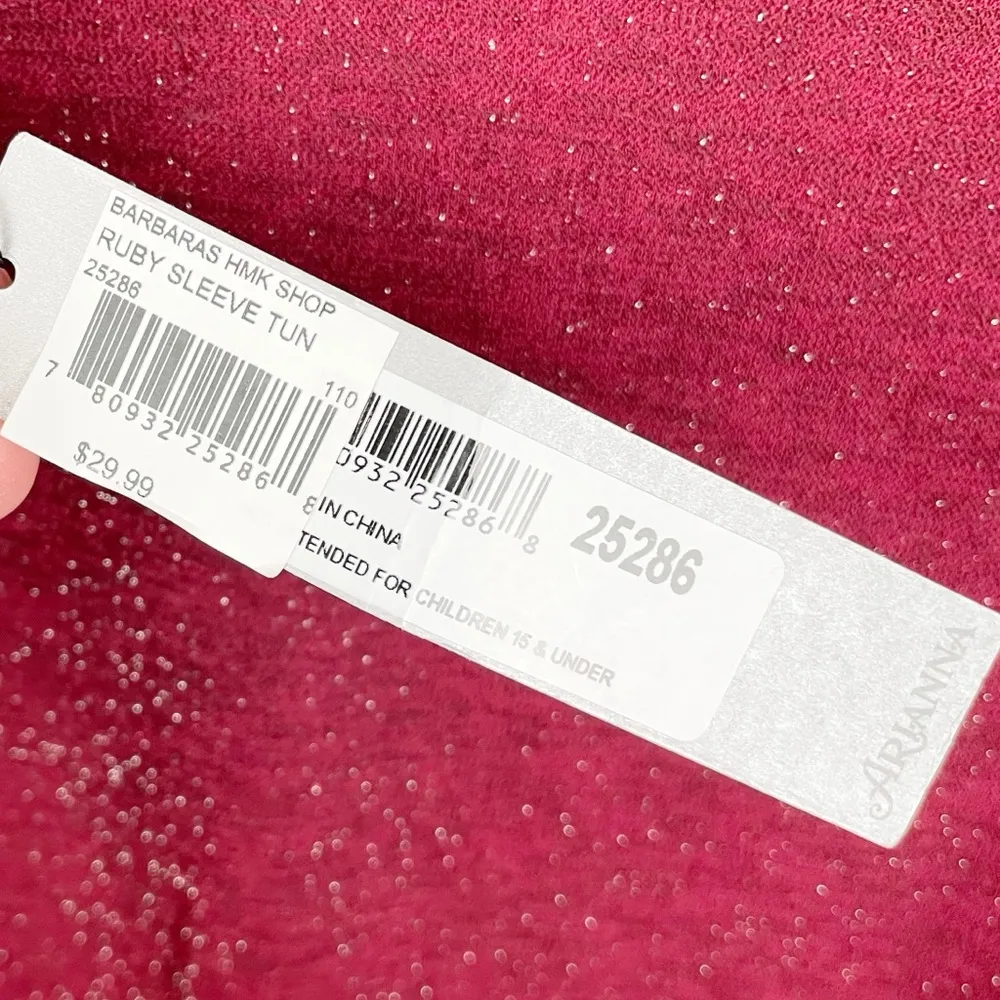 BARBARAS HMK SHOP
RUBY SLEEVE TUN
25286
110
7 80932 25286 8
$29.99
0932 25286 8
25286
IN CHINA
TENDED FOR CHILDREN 15 & UNDER
ARIANNA